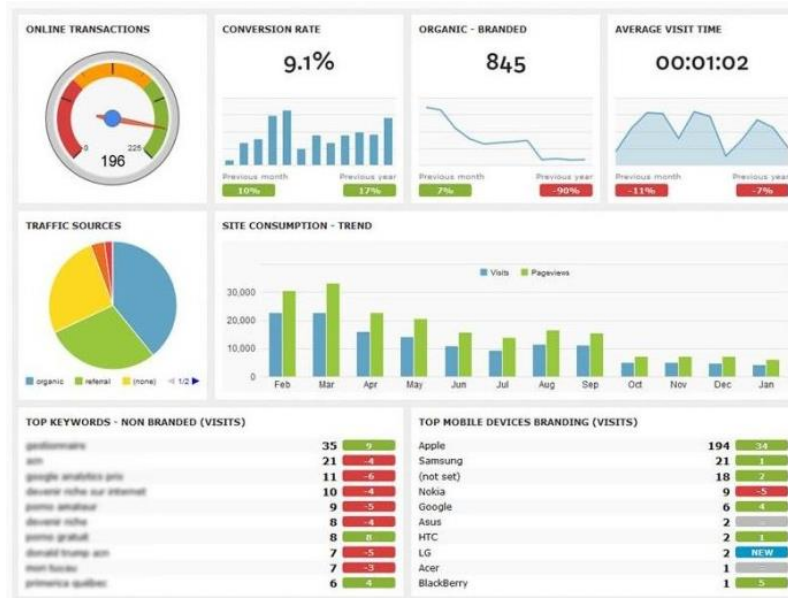 ONLINE TRANSACTIONS
0 225
196
CONVERSION RATE
9.1%
Previous month Previous year
10% 17%
ORGANIC - BRANDED
845
Previous month Previous year
7% -90%
AVERAGE VISIT TIME
00:01:02
Previous month Previous year
-11% -7%
TRAFFIC SOURCES
organic referral (none) 1/2
SITE CONSUMPTION - TREND
Visits Pageviews
30,000
20,000
10,000
0
Feb Mar Apr May Jun Jul Aug Sep Oct Nov Dec Jan
TOP KEYWORDS - NON BRANDED (VISITS)
35 9
21 -4
11 -6
10 -4
9 -5
8 -4
8 8
7 -5
7 -3
6 4
TOP MOBILE DEVICES BRANDING (VISITS)
Apple 194 34
Samsung 21 1
(not set) 18 2
Nokia 9 -5
Google 6 4
Asus 2
HTC 2 1
LG 2 NEW
Acer 1
BlackBerry 1 5